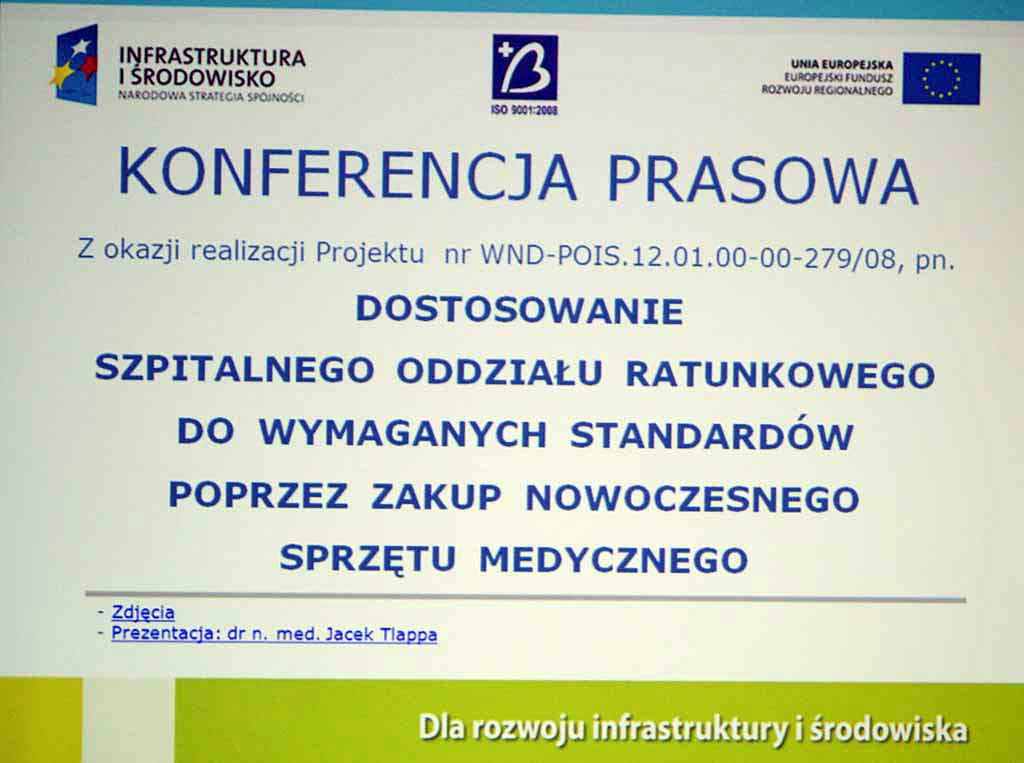 INFRASTRUKTURA
I ŚRODOWISKO
NARODOWA STRATEGIA SPÓJNOŚCI
B
ISO 9001:2008
UNIA EUROPEJSKA
EUROPEJSKI FUNDUSZ
ROZWOJU REGIONALNEGO
KONFERENCJA PRASOWA
Z okazji realizacji Projektu nr WND-POIS.12.01.00-00-279/08, pn.
DOSTOSOWANIE
SZPITALNEGO ODDZIAŁU RATUNKOWEGO
DO WYMAGANYCH STANDARDÓW
POPRZEZ ZAKUP NOWOCZESNEGO
SPRZĘTU MEDYCZNEGO
- Zdjęcia
- Prezentacja: dr n. med. Jacek Tlappa
Dla rozwoju infrastruktury i środowiska